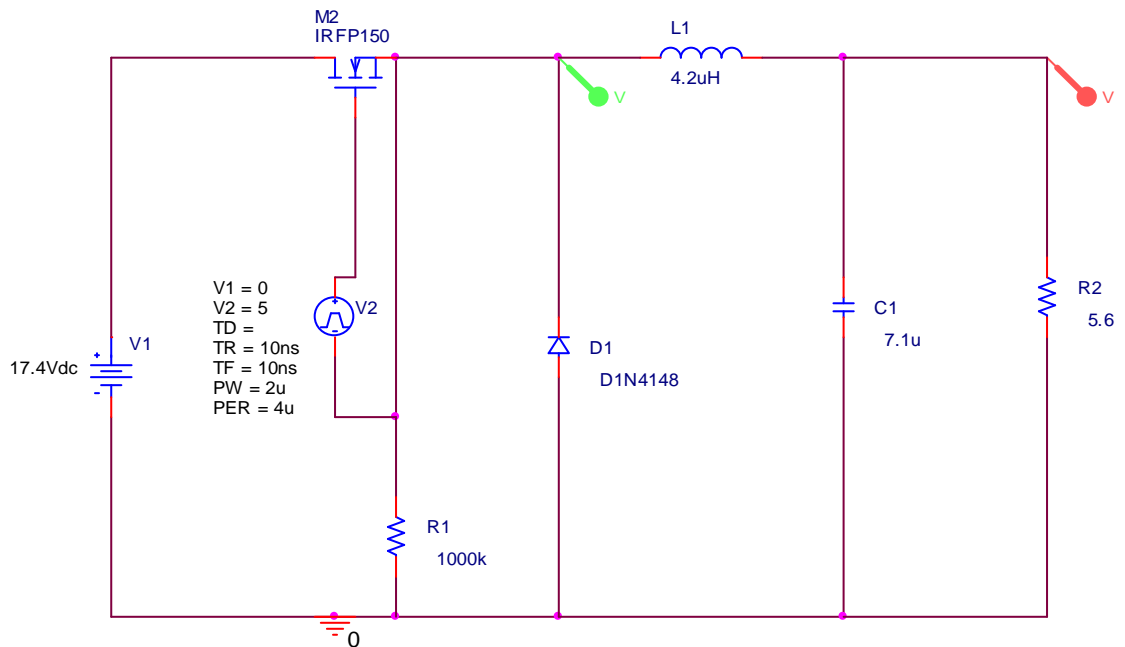 M2
IRFP150
L1
4.2uH
V
V
V1 = 0
V2 = 5
TD =
TR = 10ns
TF = 10ns
PW = 2u
PER = 4u
V2
V1
17.4Vdc
D1
D1N4148
C1
7.1u
R2
5.6
R1
1000k
0